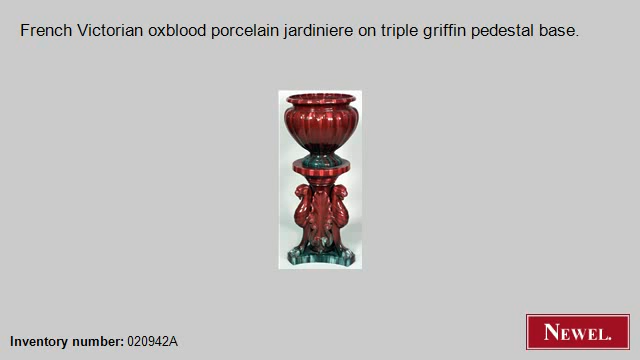 French Victorian oxblood porcelain jardiniere on triple griffin pedestal base.
Inventory number: 020942A
NEWEL.